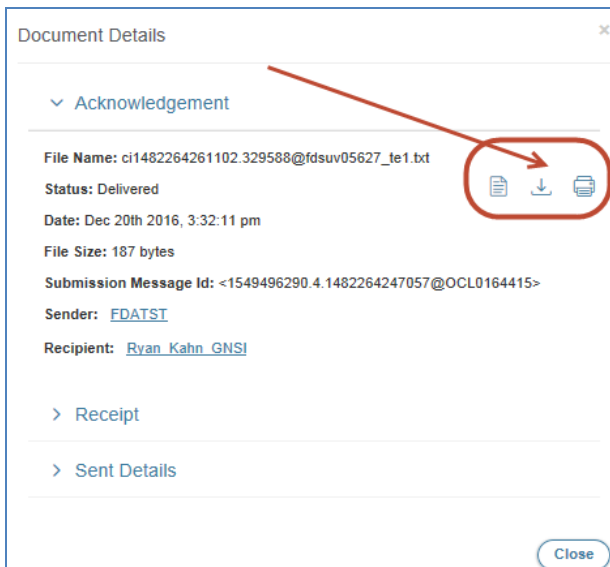 Document Details
×
Acknowledgement
File Name: ci1482264261102.329588@fdsuv05627_te1.txt
Status: Delivered
Date: Dec 20th 2016, 3:32:11 pm
File Size: 187 bytes
Submission Message Id: <1549496290.4.1482264247057@OCL0164415>
Sender: FDATST
Recipient: Ryan_Kahn_GNSI
Receipt
Sent Details
Close